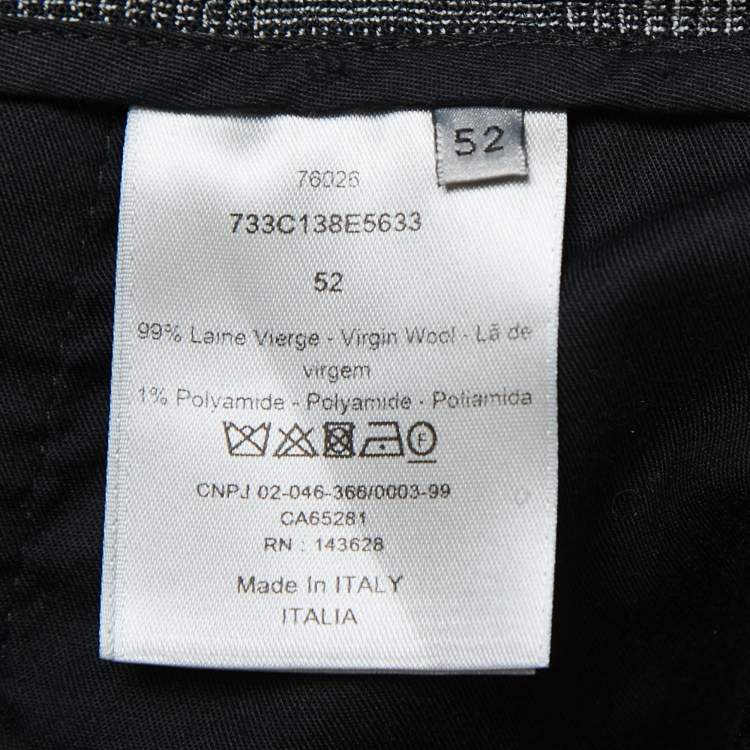 52
76026
733C138E5633
52
99% Laine Vierge - Virgin Wool - Lã de
virgem
1% Polyamide - Polyamide - Poliamida
F
CNPJ 02-046-366/0003-99
CA65281
RN : 143628
Made In ITALY
ITALIA